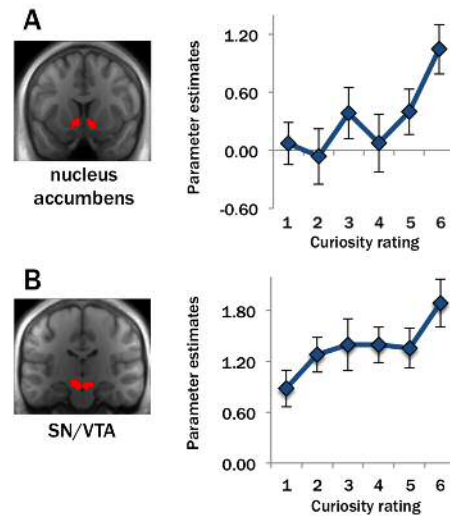 A
nucleus
accumbens
Parameter estimates
1.20
0.60
0.00
-0.60
1 2 3 4 5 6
Curiosity rating
B
SN/VTA
Parameter estimates
1.80
1.20
0.60
0.00
1 2 3 4 5 6
Curiosity rating